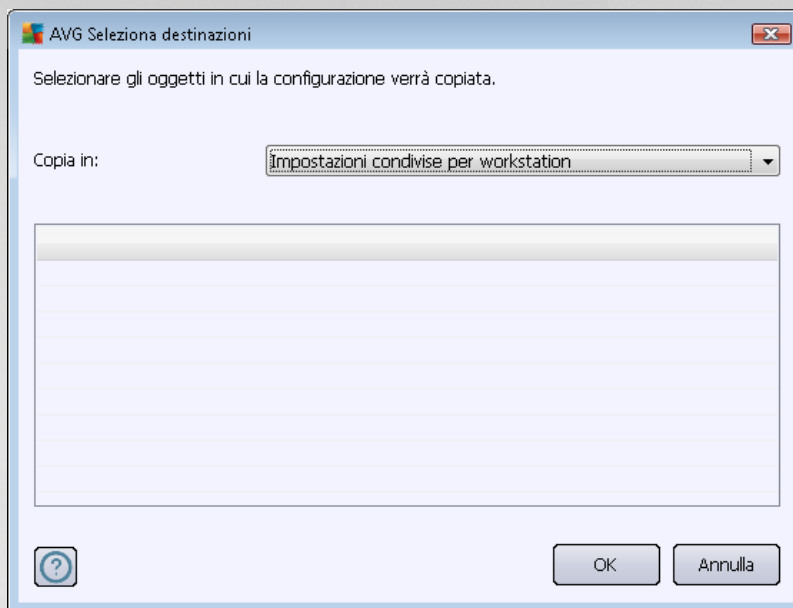 AVG Seleziona destinazioni
Selezionare gli oggetti in cui la configurazione verrà copiata.
Copia in:
Impostazioni condivise per workstation
?
OK
Annulla